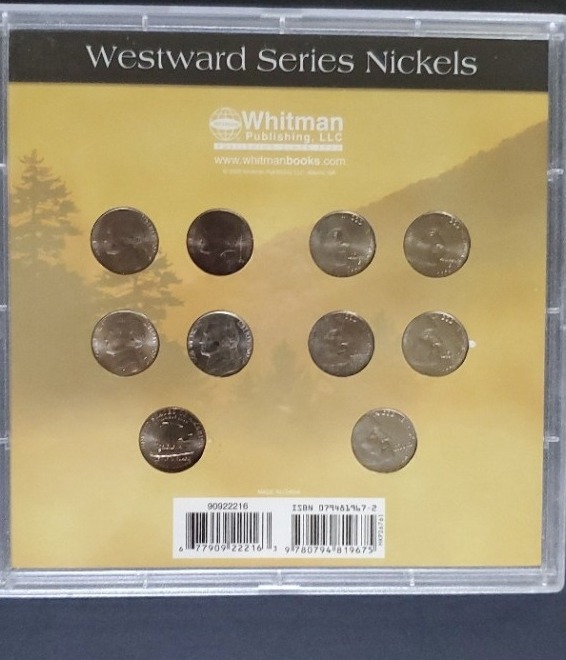 Westward Series Nickels
Whitman
Publishing, LLC
www.whitmanbooks.com
90922216
ISBN 079481967-2
6 77909 22216 3
9 780794 819675